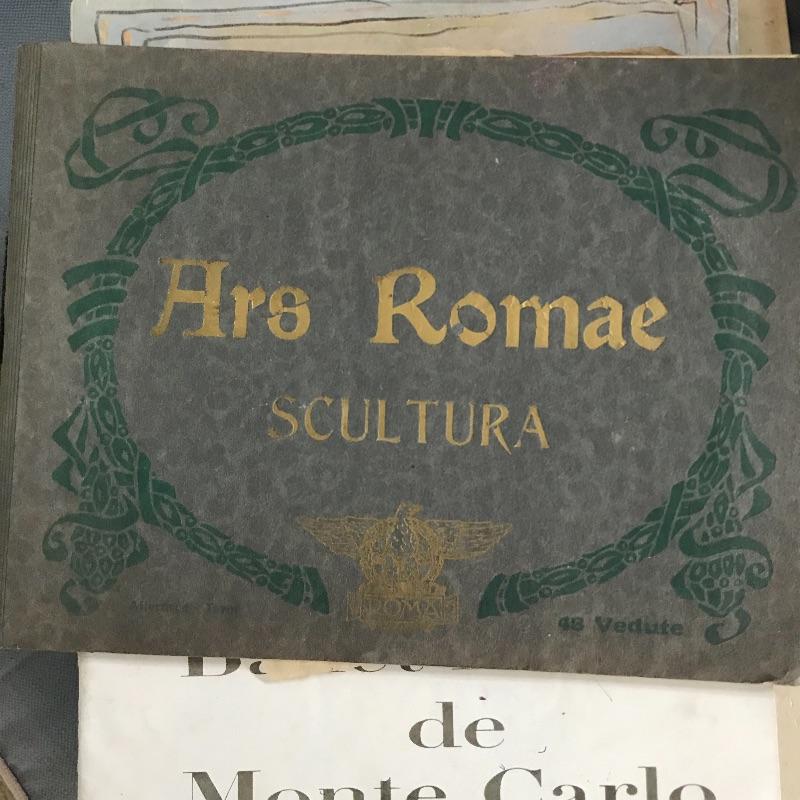 Ars Romae
SCULTURA
ROMA
48 Vedute
de
Monte Carlo